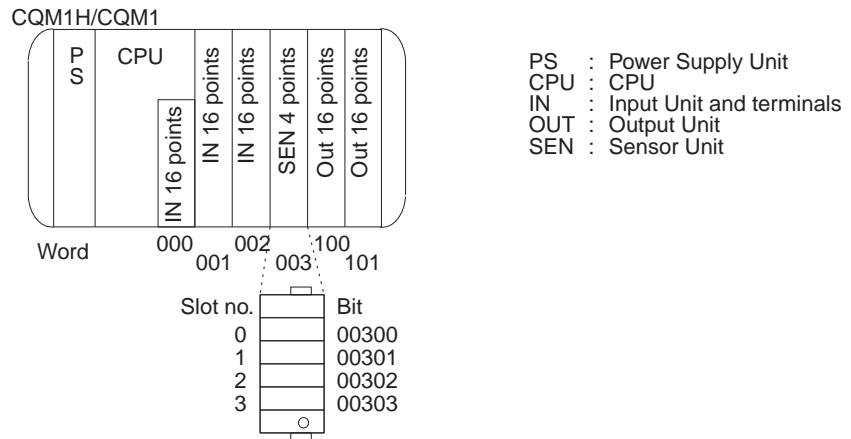 CQM1H/CQM1
PS
CPU
IN 16 points
IN 16 points
IN 16 points
SEN 4 points
Out 16 points
Out 16 points
PS : Power Supply Unit
CPU : CPU
IN : Input Unit and terminals
OUT : Output Unit
SEN : Sensor Unit
Word 000 002 100
001 003 101
Slot no. Bit
0 00300
1 00301
2 00302
3 00303